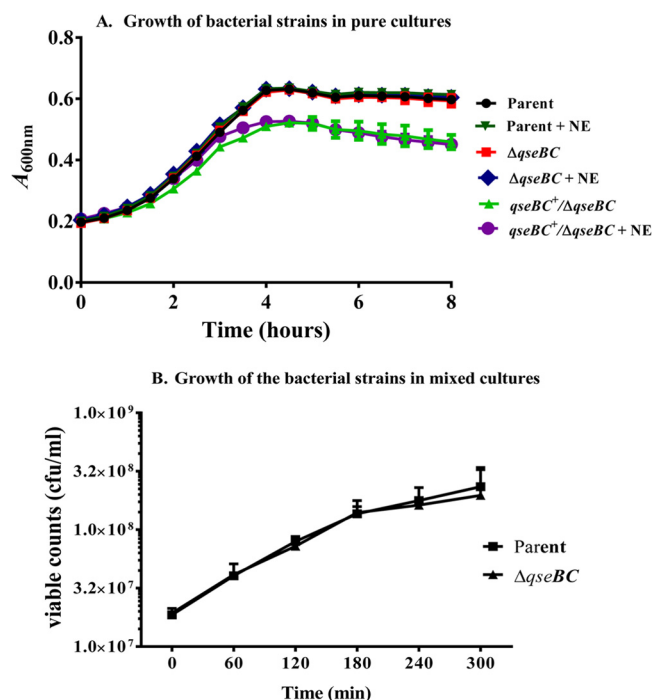 A. Growth of bacterial strains in pure cultures
0.8
0.6
0.4
0.2
0.0
A600nm
0 2 4 6 8
Time (hours)
Parent
Parent + NE
ΔqseBC
ΔqseBC + NE
qseBC⁺/ΔqseBC
qseBC⁺/ΔqseBC + NE
B. Growth of the bacterial strains in mixed cultures
1.0×10⁹
3.2×10⁸
1.0×10⁸
3.2×10⁷
1.0×10⁷
viable counts (cfu/ml)
0 60 120 180 240 300
Time (min)
Parent
ΔqseBC